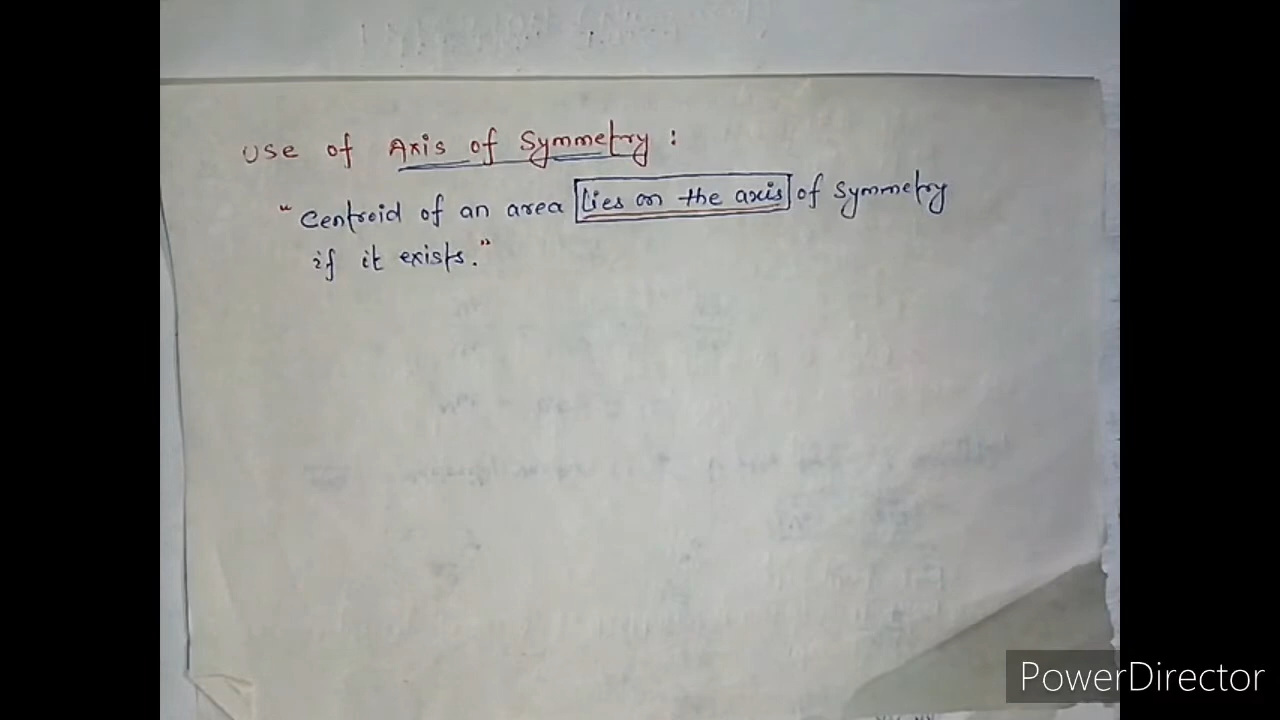 Use of Axis of Symmetry :
"Centroid of an area lies on the axis of symmetry
if it exists."
PowerDirector